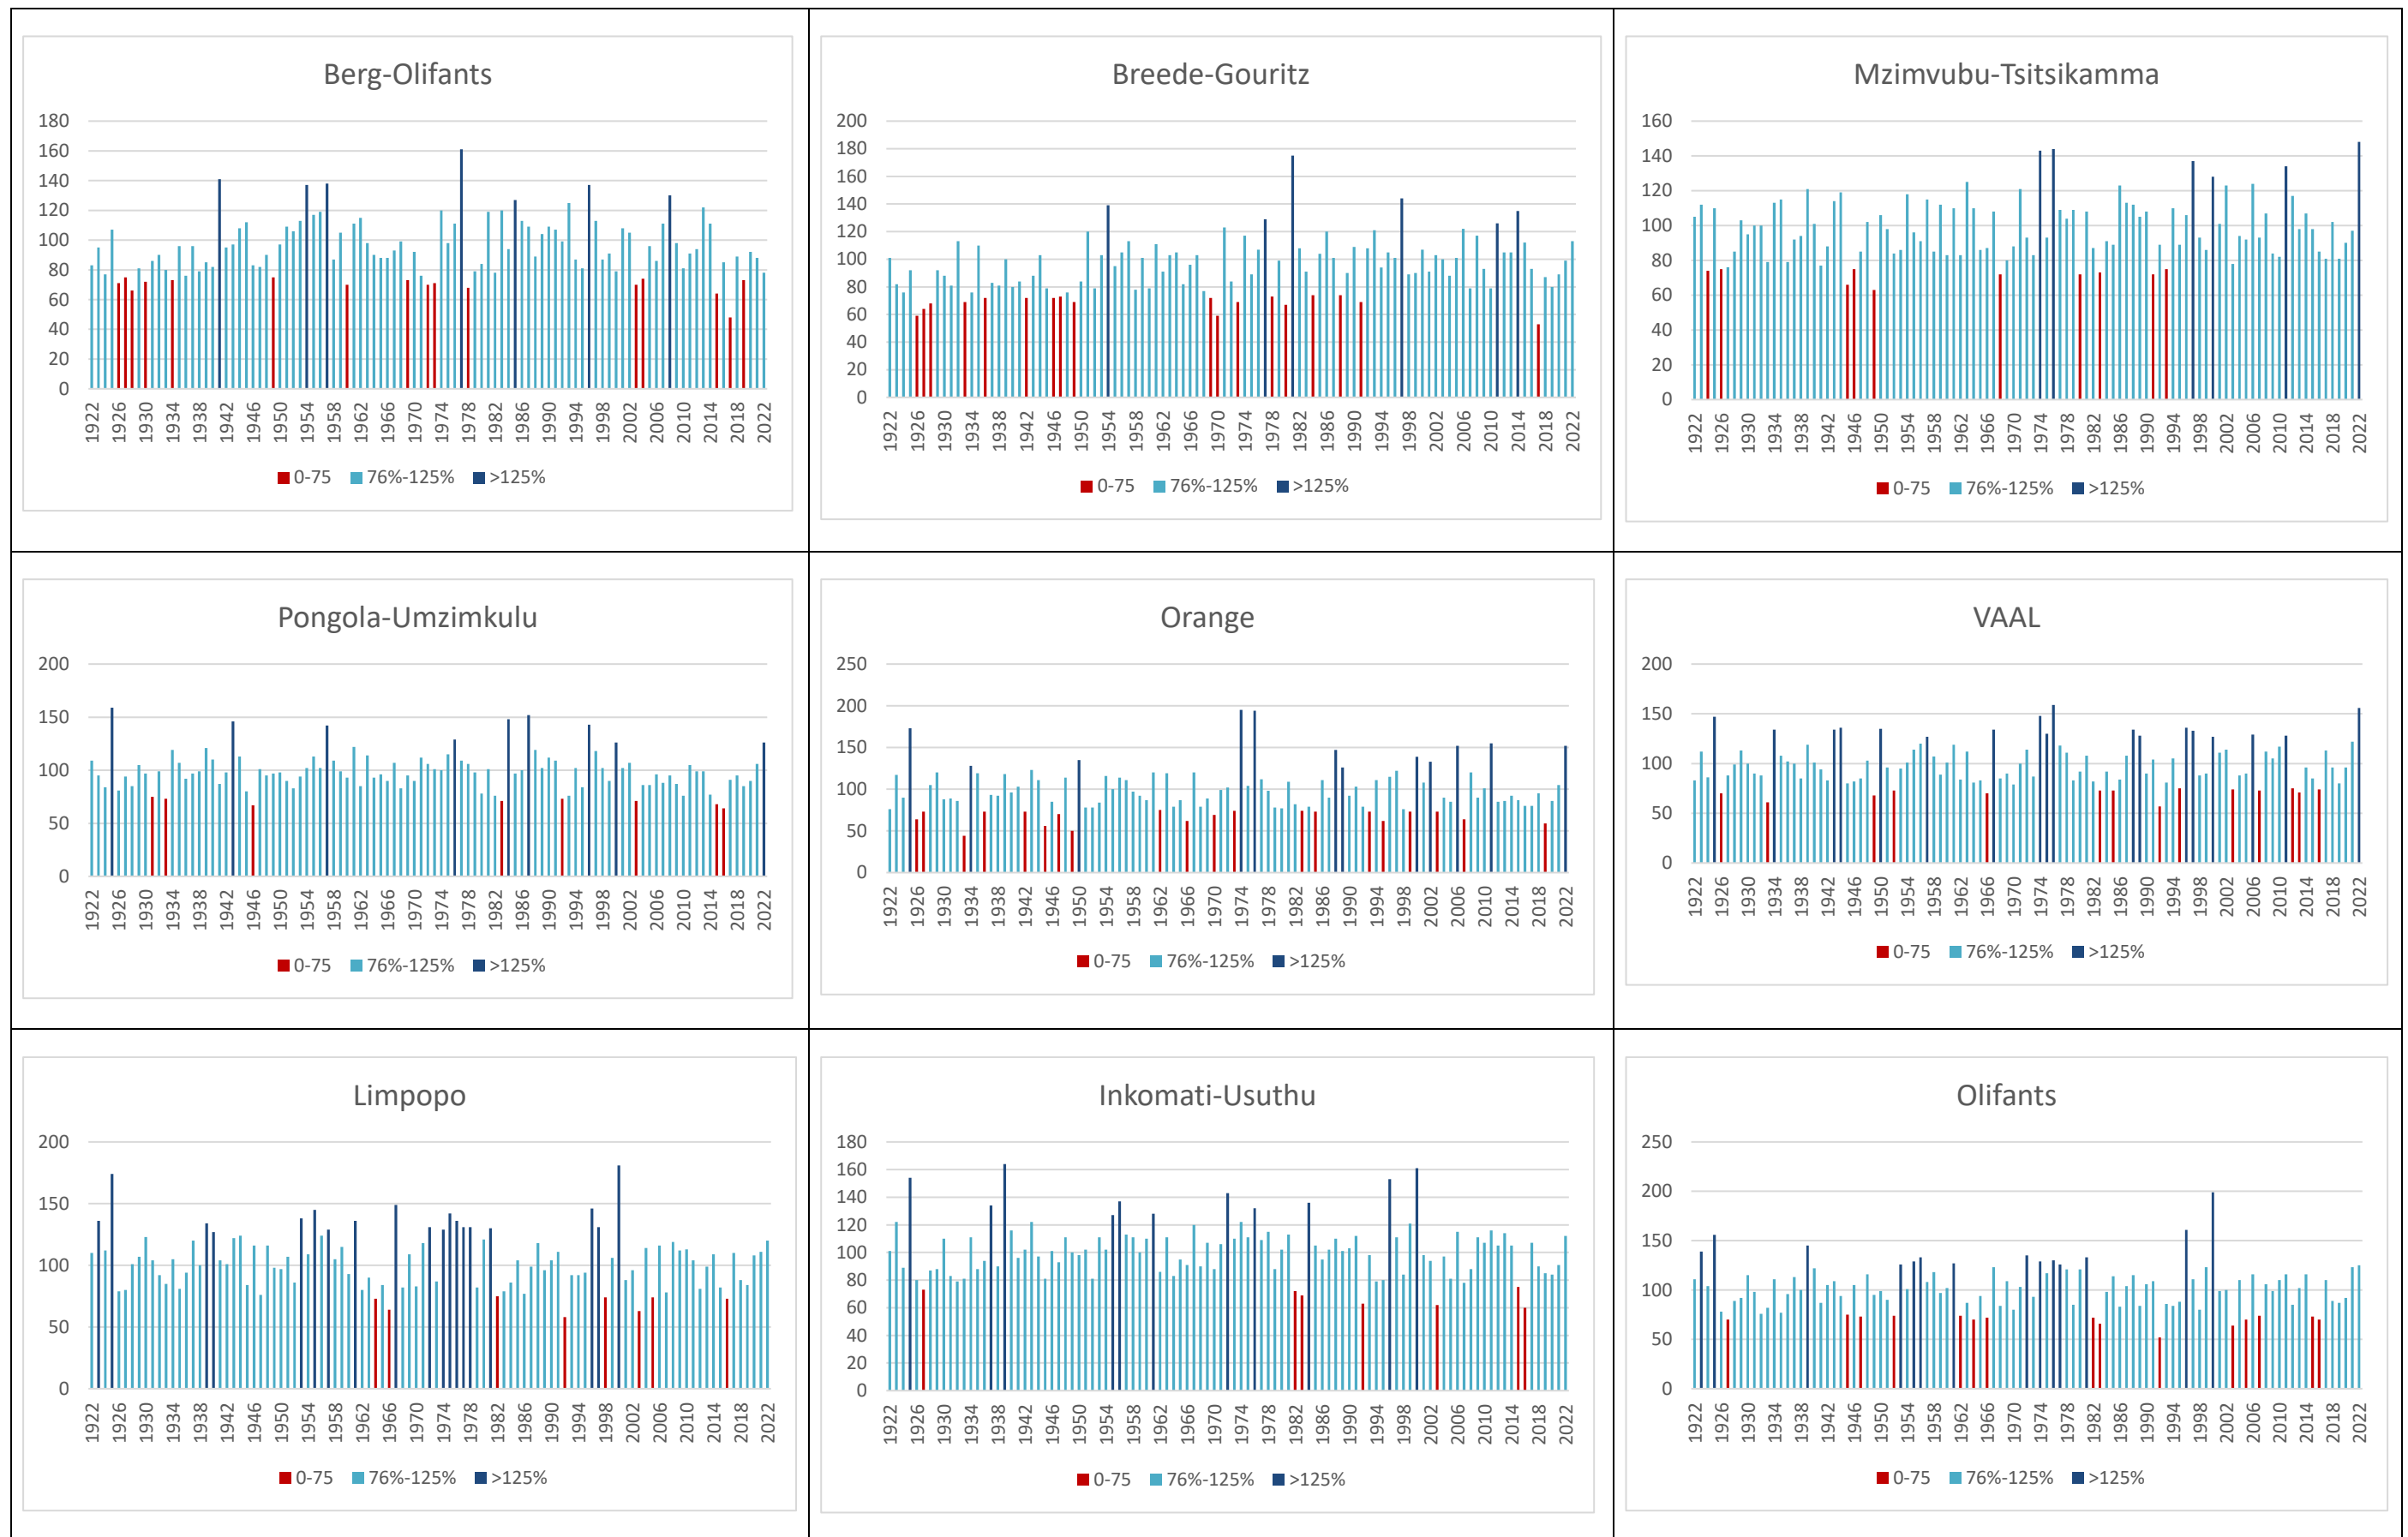 Berg-Olifants
180
160
140
120
100
80
60
40
20
0
1922 1926 1930 1934 1938 1942 1946 1950 1954 1958 1962 1966 1970 1974 1978 1982 1986 1990 1994 1998 2002 2006 2010 2014 2018 2022
0-75 76%-125% >125%
Breede-Gouritz
200
180
160
140
120
100
80
60
40
20
0
1922 1926 1930 1934 1938 1942 1946 1950 1954 1958 1962 1966 1970 1974 1978 1982 1986 1990 1994 1998 2002 2006 2010 2014 2018 2022
0-75 76%-125% >125%
Mzimvubu-Tsitsikamma
160
140
120
100
80
60
40
20
0
1922 1926 1930 1934 1938 1942 1946 1950 1954 1958 1962 1966 1970 1974 1978 1982 1986 1990 1994 1998 2002 2006 2010 2014 2018 2022
0-75 76%-125% >125%
Pongola-Umzimkulu
200
150
100
50
0
1922 1926 1930 1934 1938 1942 1946 1950 1954 1958 1962 1966 1970 1974 1978 1982 1986 1990 1994 1998 2002 2006 2010 2014 2018 2022
0-75 76%-125% >125%
Orange
250
200
150
100
50
0
1922 1926 1930 1934 1938 1942 1946 1950 1954 1958 1962 1966 1970 1974 1978 1982 1986 1990 1994 1998 2002 2006 2010 2014 2018 2022
0-75 76%-125% >125%
VAAL
200
150
100
50
0
1922 1926 1930 1934 1938 1942 1946 1950 1954 1958 1962 1966 1970 1974 1978 1982 1986 1990 1994 1998 2002 2006 2010 2014 2018 2022
0-75 76%-125% >125%
Limpopo
200
150
100
50
0
1922 1926 1930 1934 1938 1942 1946 1950 1954 1958 1962 1966 1970 1974 1978 1982 1986 1990 1994 1998 2002 2006 2010 2014 2018 2022
0-75 76%-125% >125%
Inkomati-Usuthu
180
160
140
120
100
80
60
40
20
0
1922 1926 1930 1934 1938 1942 1946 1950 1954 1958 1962 1966 1970 1974 1978 1982 1986 1990 1994 1998 2002 2006 2010 2014 2018 2022
0-75 76%-125% >125%
Olifants
250
200
150
100
50
0
1922 1926 1930 1934 1938 1942 1946 1950 1954 1958 1962 1966 1970 1974 1978 1982 1986 1990 1994 1998 2002 2006 2010 2014 2018 2022
0-75 76%-125% >125%